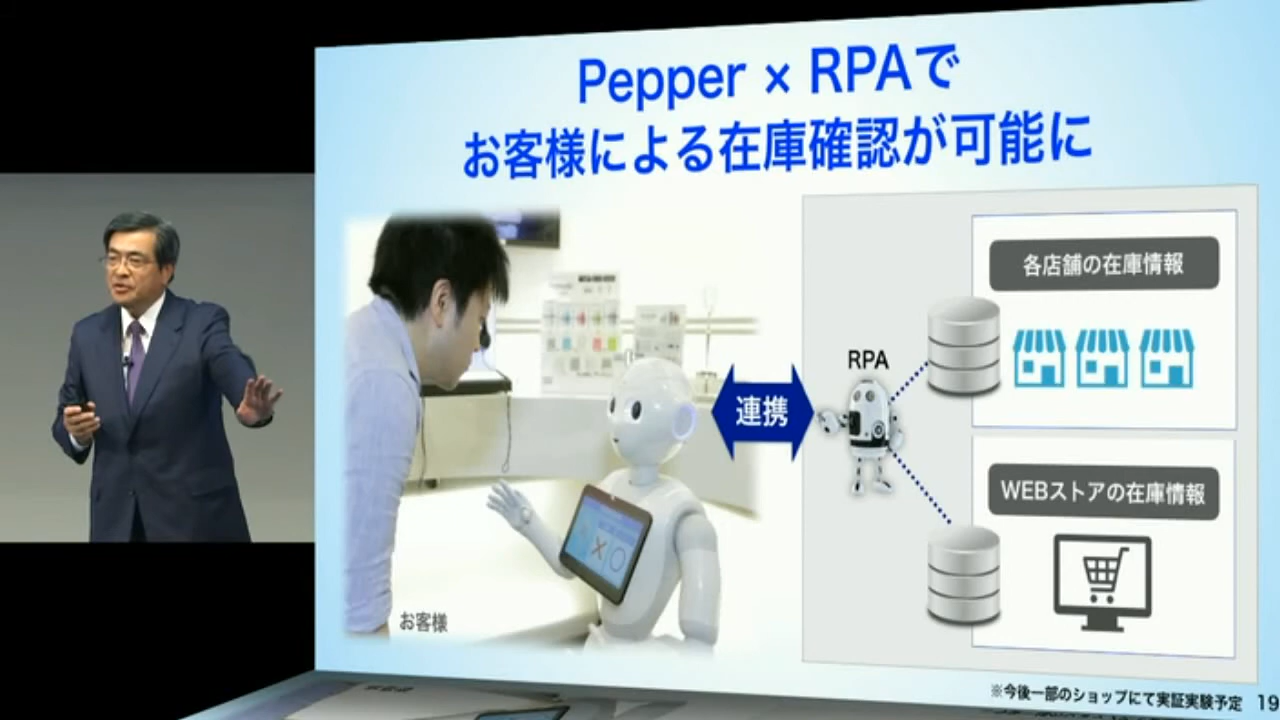 Pepper × RPAで
お客様による在庫確認が可能に
各店舗の在庫情報
RPA
連携
WEBストアの在庫情報
お客様
※今後一部のショップにて実証実験予定
19